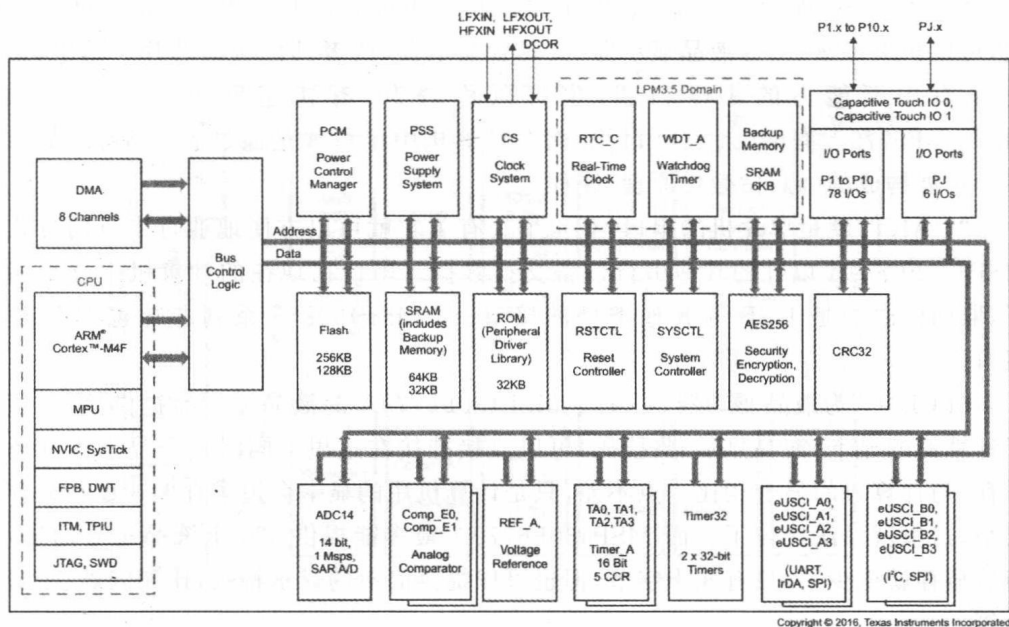 LFXIN,
HFXIN
LFXOUT,
HFXOUT
DCOR
P1.x to P10.x
PJ.x
LPM3.5 Domain
PCM
Power
Control
Manager
PSS
Power
Supply
System
CS
Clock
System
RTC_C
Real-Time
Clock
WDT_A
Watchdog
Timer
Backup
Memory
SRAM
6KB
Capacitive Touch IO 0,
Capacitive Touch IO 1
I/O Ports
P1 to P10
78 I/Os
I/O Ports
PJ
6 I/Os
DMA
8 Channels
Bus
Control
Logic
Address
Data
CPU
ARM®
Cortex™-M4F
MPU
NVIC, SysTick
FPB, DWT
ITM, TPIU
JTAG, SWD
Flash
256KB
128KB
SRAM
(includes
Backup
Memory)
64KB
32KB
ROM
(Peripheral
Driver
Library)
32KB
RSTCTL
Reset
Controller
SYSCTL
System
Controller
AES256
Security
Encryption,
Decryption
CRC32
ADC14
14 bit,
1 Msps,
SAR A/D
Comp_E0,
Comp_E1
Analog
Comparator
REF_A,
Voltage
Reference
TA0, TA1,
TA2,TA3
Timer_A
16 Bit
5 CCR
Timer32
2 x 32-bit
Timers
eUSCI_A0,
eUSCI_A1,
eUSCI_A2,
eUSCI_A3
(UART,
IrDA, SPI)
eUSCI_B0,
eUSCI_B1,
eUSCI_B2,
eUSCI_B3
(I²C, SPI)
Copyright © 2016, Texas Instruments Incorporated